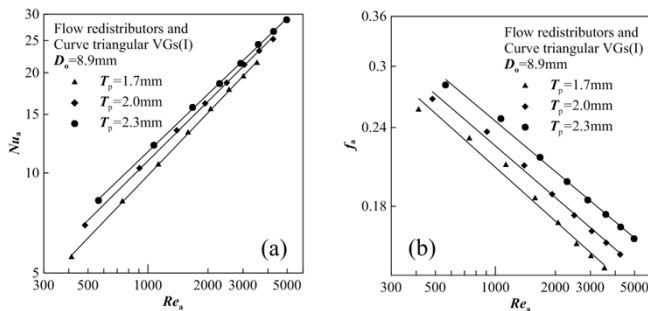 30
20
15
10
5
Nuₐ
Flow redistributors and
Curve triangular VGs(I)
Dₒ=8.9mm
Tₚ=1.7mm
Tₚ=2.0mm
Tₚ=2.3mm
(a)
300 500 1000 2000 3000 5000
Reₐ
0.36
0.3
0.24
0.18
fₐ
Flow redistributors and
Curve triangular VGs(I)
Dₒ=8.9mm
Tₚ=1.7mm
Tₚ=2.0mm
Tₚ=2.3mm
(b)
300 500 1000 2000 3000 5000
Reₐ